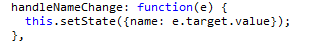 handleNameChange: function(e) {
  this.setState({name: e.target.value});
},